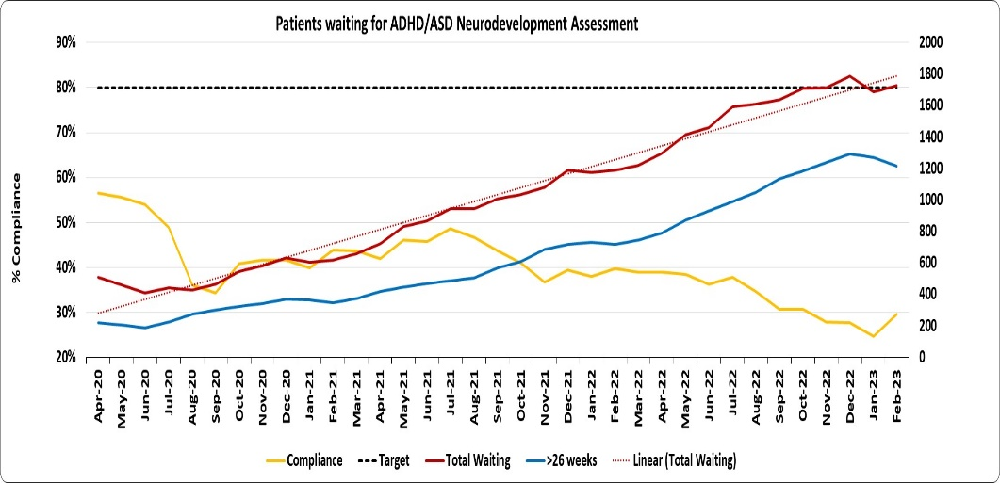 Patients waiting for ADHD/ASD Neurodevelopment Assessment
90%
80%
70%
60%
50%
40%
30%
20%
% Compliance
2000
1800
1600
1400
1200
1000
800
600
400
200
0
Apr-20
May-20
Jun-20
Jul-20
Aug-20
Sep-20
Oct-20
Nov-20
Dec-20
Jan-21
Feb-21
Mar-21
Apr-21
May-21
Jun-21
Jul-21
Aug-21
Sep-21
Oct-21
Nov-21
Dec-21
Jan-22
Feb-22
Mar-22
Apr-22
May-22
Jun-22
Jul-22
Aug-22
Sep-22
Oct-22
Nov-22
Dec-22
Jan-23
Feb-23
Compliance Target Total Waiting >26 weeks Linear (Total Waiting)